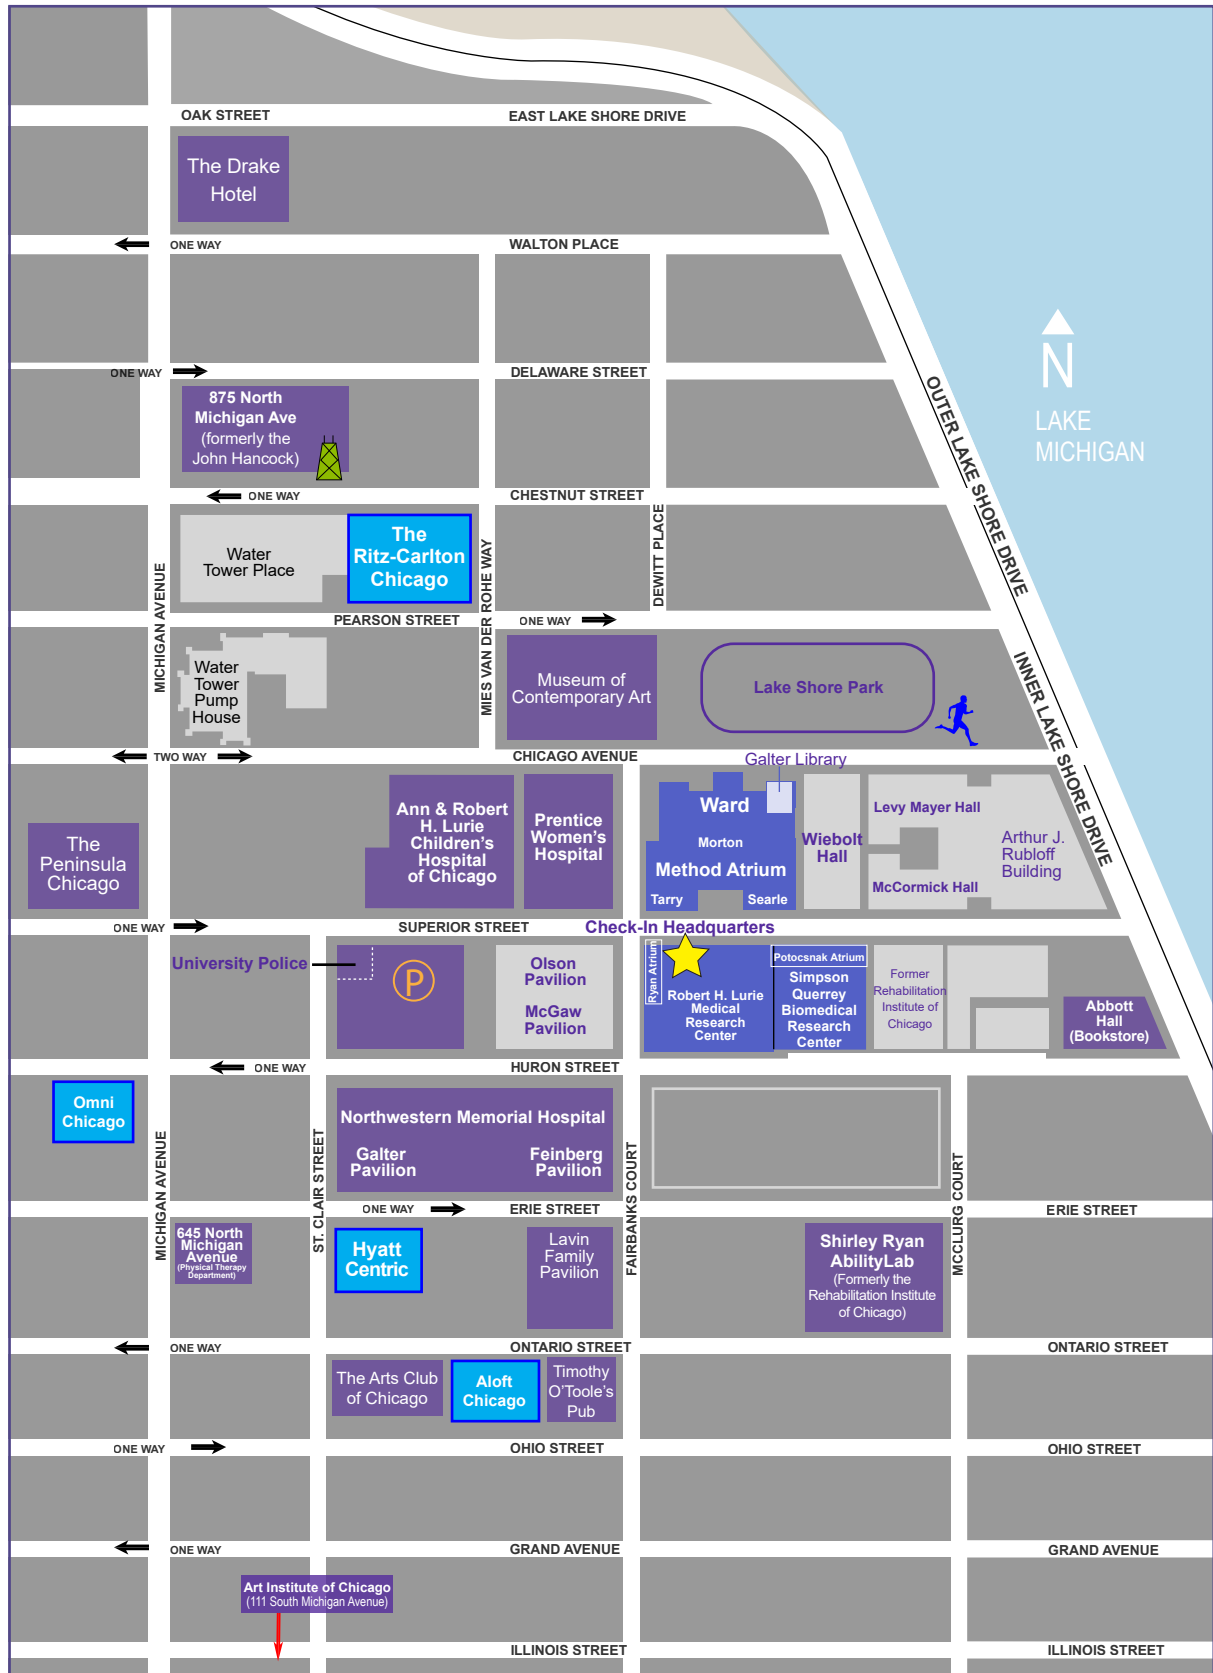 OAK STREET
EAST LAKE SHORE DRIVE
The Drake
Hotel
ONE WAY
WALTON PLACE
N
LAKE
MICHIGAN
ONE WAY
DELAWARE STREET
OUTER LAKE SHORE DRIVE
875 North
Michigan Ave
(formerly the
John Hancock)
ONE WAY
CHESTNUT STREET
Water
Tower Place
The
Ritz-Carlton
Chicago
MICHIGAN AVENUE
MIES VAN DER ROHE WAY
DEWITT PLACE
PEARSON STREET
ONE WAY
INNER LAKE SHORE DRIVE
Water
Tower
Pump
House
Museum of
Contemporary Art
Lake Shore Park
TWO WAY
CHICAGO AVENUE
Galter Library
The
Peninsula
Chicago
Ann & Robert
H. Lurie
Children's
Hospital
of Chicago
Prentice
Women's
Hospital
Ward
Morton
Method Atrium
Tarry
Searle
Wiebolt
Hall
Levy Mayer Hall
McCormick Hall
Arthur J.
Rubloff
Building
ONE WAY
SUPERIOR STREET
Check-In Headquarters
University Police
P
Olson
Pavilion
McGaw
Pavilion
Ryan Atrium
Robert H. Lurie
Medical
Research
Center
Potocsnak Atrium
Simpson
Querrey
Biomedical
Research
Center
Former
Rehabilitation
Institute of
Chicago
Abbott
Hall
(Bookstore)
ONE WAY
HURON STREET
Omni
Chicago
MICHIGAN AVENUE
ST. CLAIR STREET
Northwestern Memorial Hospital
Galter
Pavilion
Feinberg
Pavilion
FAIRBANKS COURT
MCCLURG COURT
ONE WAY
ERIE STREET
ERIE STREET
645 North
Michigan
Avenue
(Physical Therapy
Department)
Hyatt
Centric
Lavin
Family
Pavilion
Shirley Ryan
AbilityLab
(Formerly the
Rehabilitation Institute
of Chicago)
ONE WAY
ONTARIO STREET
ONTARIO STREET
The Arts Club
of Chicago
Aloft
Chicago
Timothy
O'Toole's
Pub
ONE WAY
OHIO STREET
OHIO STREET
ONE WAY
GRAND AVENUE
GRAND AVENUE
Art Institute of Chicago
(111 South Michigan Avenue)
ILLINOIS STREET
ILLINOIS STREET